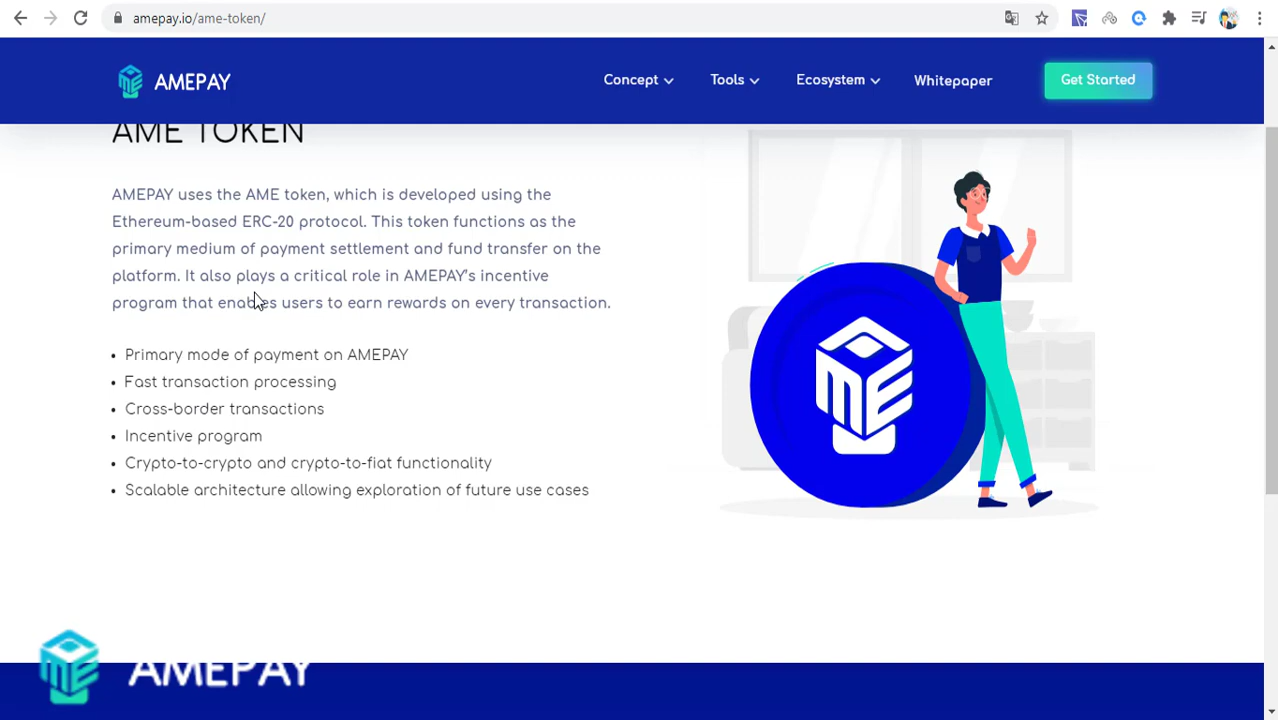 amepay.io/ame-token/
AMEPAY
Concept
Tools
Ecosystem
Whitepaper
Get Started
AME TOKEN
AMEPAY uses the AME token, which is developed using the
Ethereum-based ERC-20 protocol. This token functions as the
primary medium of payment settlement and fund transfer on the
platform. It also plays a critical role in AMEPAY's incentive
program that enables users to earn rewards on every transaction.
• Primary mode of payment on AMEPAY
• Fast transaction processing
• Cross-border transactions
• Incentive program
• Crypto-to-crypto and crypto-to-fiat functionality
• Scalable architecture allowing exploration of future use cases
ME
AMEPAY